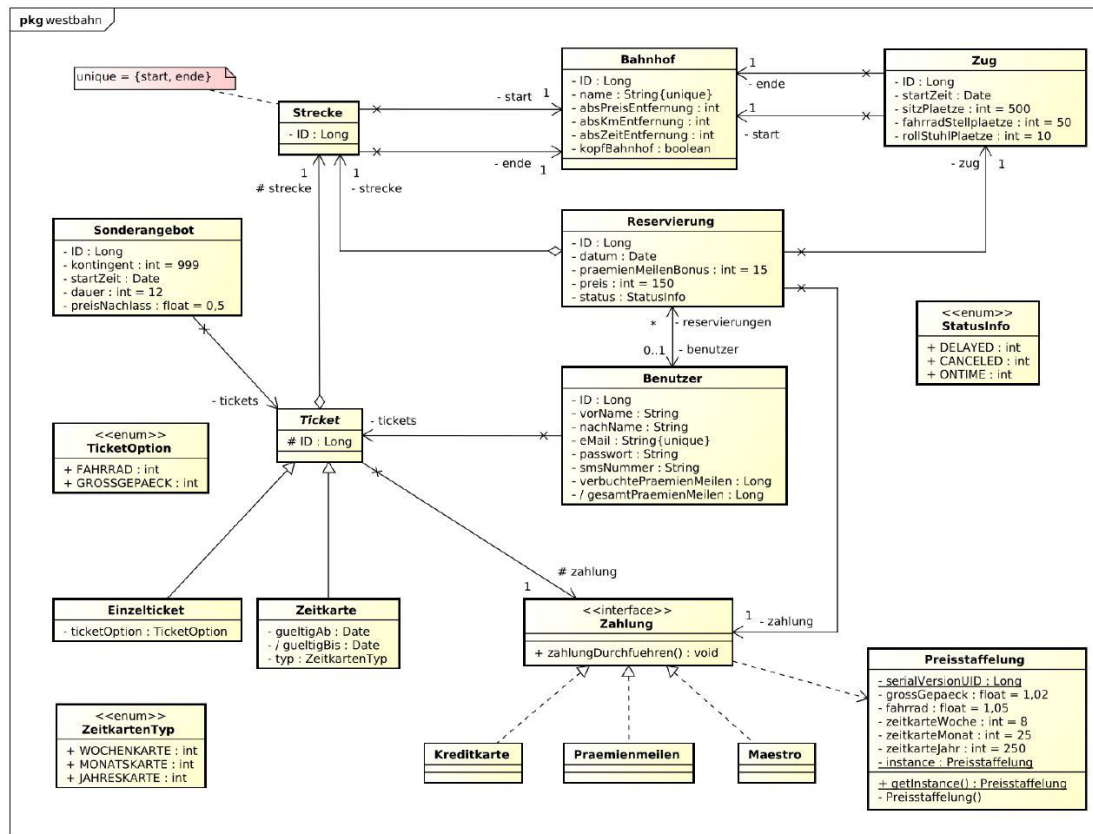 pkg westbahn
unique = {start, ende}
Strecke
- ID : Long
- start
1
- ende
1
Bahnhof
- ID : Long
- name : String{unique}
- absPreisEntfernung : int
- absKmEntfernung : int
- absZeitEntfernung : int
- kopfBahnhof : boolean
1
- ende
1
- start
Zug
- ID : Long
- startZeit : Date
- sitzPlaetze : int = 500
- fahrradStellplaetze : int = 50
- rollStuhlPlaetze : int = 10
- zug
1
1
# strecke
1
- strecke
Sonderangebot
- ID : Long
- kontingent : int = 999
- startZeit : Date
- dauer : int = 12
- preisNachlass : float = 0,5
Reservierung
- ID : Long
- datum : Date
- praemienMeilenBonus : int = 15
- preis : int = 150
- status : StatusInfo
<<enum>>
StatusInfo
+ DELAYED : int
+ CANCELED : int
+ ONTIME : int
*
- reservierungen
0..1
- benutzer
Benutzer
- ID : Long
- vorName : String
- nachName : String
- eMail : String{unique}
- passwort : String
- smsNummer : String
- verbuchtePraemienMeilen : Long
- / gesamtPraemienMeilen : Long
- tickets
Ticket
# ID : Long
- tickets
<<enum>>
TicketOption
+ FAHRRAD : int
+ GROSSGEPAECK : int
# zahlung
1
Einzelticket
- ticketOption : TicketOption
Zeitkarte
- gueltigAb : Date
- / gueltigBis : Date
- typ : ZeitkartenTyp
<<interface>>
Zahlung
+ zahlungDurchfuehren() : void
1
- zahlung
Preisstaffelung
- serialVersionUID : Long
- grossGepaeck : float = 1,02
- fahrrad : float = 1,05
- zeitkarteWoche : int = 8
- zeitkarteMonat : int = 25
- zeitkarteJahr : int = 250
- instance : Preisstaffelung
+ getInstance() : Preisstaffelung
- Preisstaffelung()
<<enum>>
ZeitkartenTyp
+ WOCHENKARTE : int
+ MONATSKARTE : int
+ JAHRESKARTE : int
Kreditkarte
Praemienmeilen
Maestro